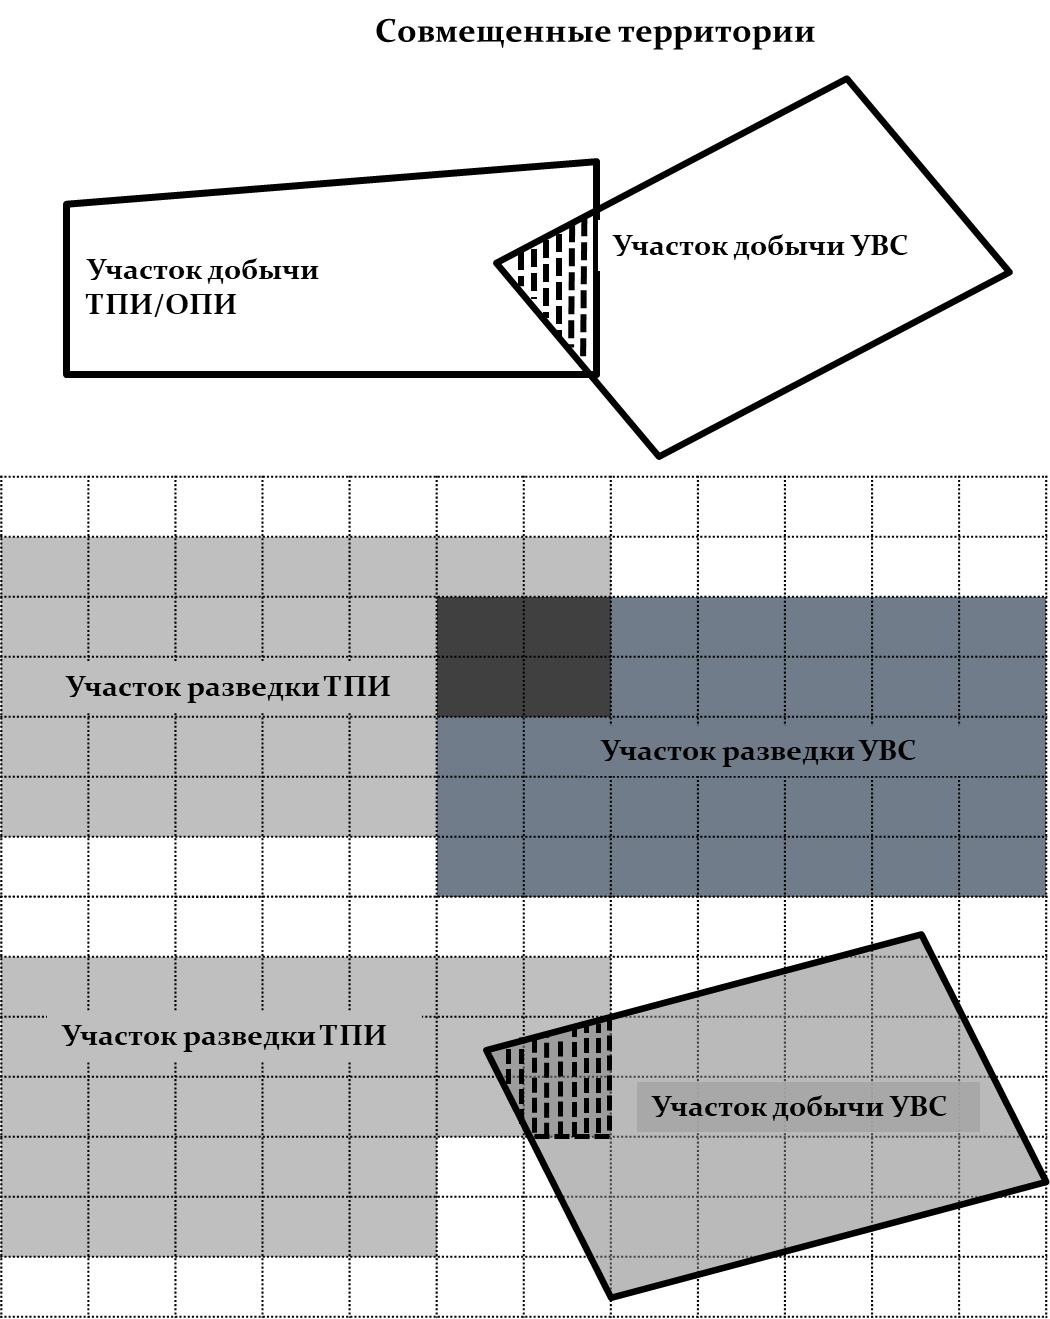 Совмещенные территории
Участок добычи УВС
Участок добычи
ТПИ/ОПИ
Участок разведки ТПИ
Участок разведки УВС
Участок разведки ТПИ
Участок добычи УВС